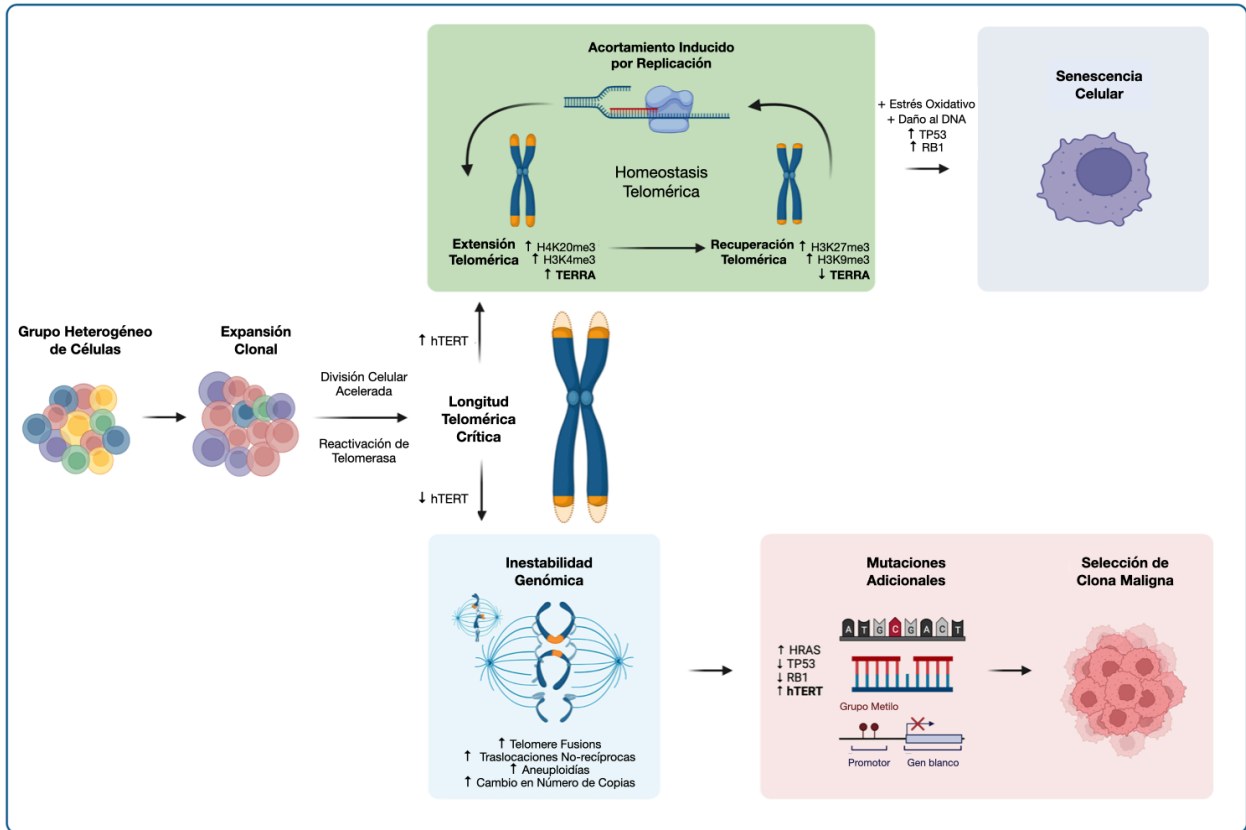 Acortamiento Inducido
por Replicación
Homeostasis
Telomérica
Extensión
Telomérica
↑ H4K20me3
↑ H3K4me3
↑ TERRA
Recuperación
Telomérica
↑ H3K27me3
↑ H3K9me3
↓ TERRA
+ Estrés Oxidativo
+ Daño al DNA
↑ TP53
↑ RB1
Senescencia
Celular
Grupo Heterogéneo
de Células
Expansión
Clonal
División Celular
Acelerada
Reactivación de
Telomerasa
↑ hTERT
Longitud
Telomérica
Crítica
↓ hTERT
Inestabilidad
Genómica
↑ Telomere Fusions
↑ Traslocaciones No-recíprocas
↑ Aneuploidías
↑ Cambio en Número de Copias
Mutaciones
Adicionales
A T G C G A C T
↑ HRAS
↓ TP53
↓ RB1
↑ hTERT
Grupo Metilo
Promotor
Gen blanco
Selección de
Clona Maligna